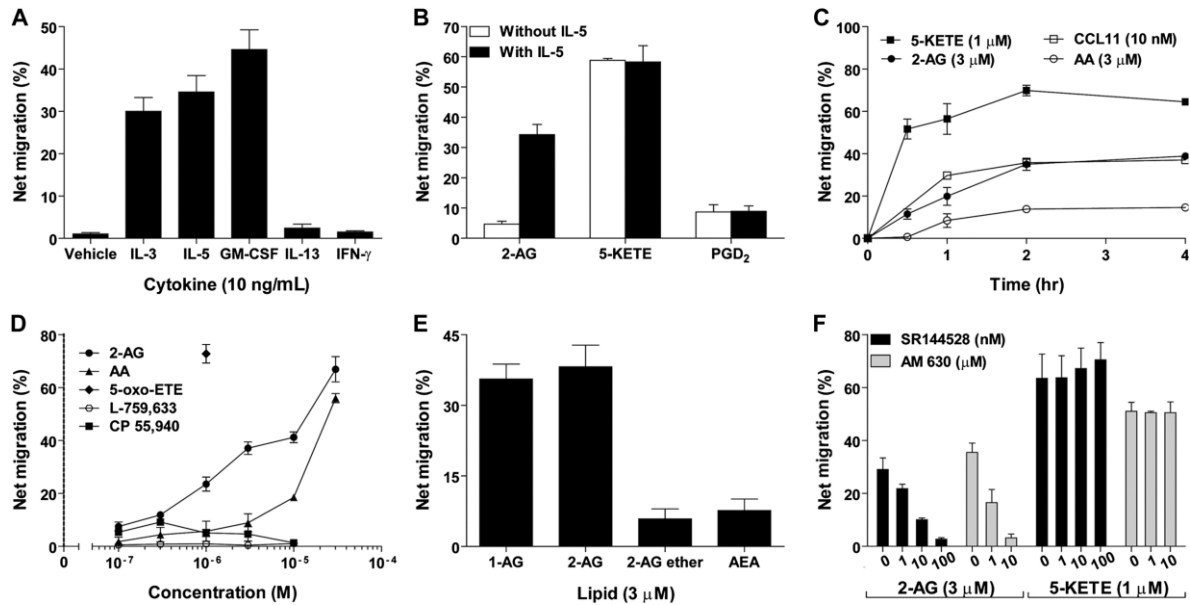 A
Net migration (%)
50
40
30
20
10
0
Vehicle IL-3 IL-5 GM-CSF IL-13 IFN-γ
Cytokine (10 ng/mL)
B
Without IL-5
With IL-5
Net migration (%)
70
60
50
40
30
20
10
0
2-AG 5-KETE PGD₂
C
5-KETE (1 μM) CCL11 (10 nM)
2-AG (3 μM) AA (3 μM)
Net migration (%)
100
80
60
40
20
0
0 1 2 3 4
Time (hr)
D
2-AG
AA
5-oxo-ETE
L-759,633
CP 55,940
Net migration (%)
80
60
40
20
0
10⁻⁷ 10⁻⁶ 10⁻⁵ 10⁻⁴
Concentration (M)
E
Net migration (%)
45
30
15
0
1-AG 2-AG 2-AG ether AEA
Lipid (3 μM)
F
SR144528 (nM)
AM 630 (μM)
Net migration (%)
80
60
40
20
0
0 1 10 100 0 1 10 0 1 10 100 0 1 10
2-AG (3 μM) 5-KETE (1 μM)